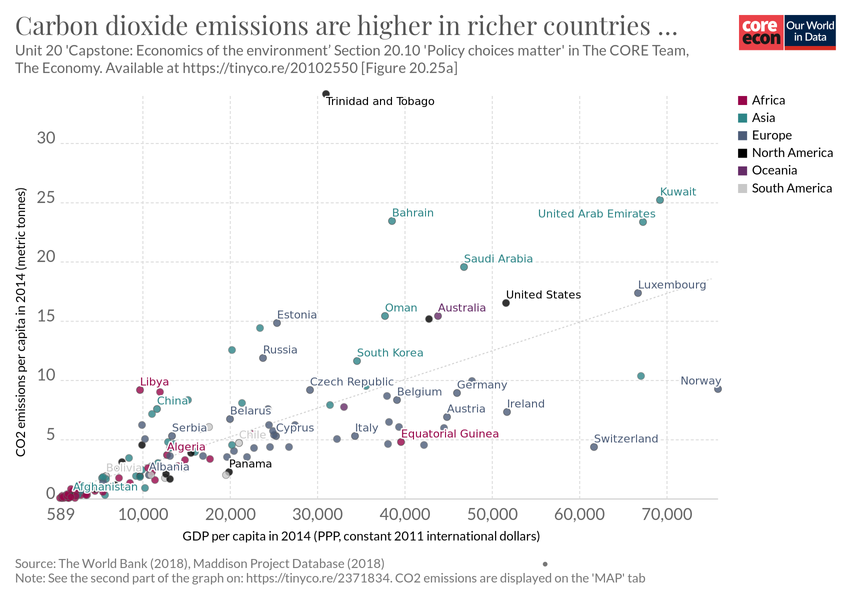 Carbon dioxide emissions are higher in richer countries ...
Unit 20 'Capstone: Economics of the environment' Section 20.10 'Policy choices matter' in The CORE Team,
The Economy. Available at https://tinyco.re/20102550 [Figure 20.25a]
core
econ
Our World
in Data
Africa
Asia
Europe
North America
Oceania
South America
CO2 emissions per capita in 2014 (metric tonnes)
30
25
20
15
10
5
0
Trinidad and Tobago
Kuwait
Bahrain
United Arab Emirates
Saudi Arabia
Luxembourg
United States
Oman
Australia
Estonia
Russia
South Korea
Libya
Czech Republic
Germany
Norway
China
Belgium
Belarus
Austria
Ireland
Serbia
Chile
Cyprus
Italy
Equatorial Guinea
Switzerland
Algeria
Bolivia
Albania
Panama
Afghanistan
589
10,000
20,000
30,000
40,000
50,000
60,000
70,000
GDP per capita in 2014 (PPP, constant 2011 international dollars)
Source: The World Bank (2018), Maddison Project Database (2018)
Note: See the second part of the graph on: https://tinyco.re/2371834. CO2 emissions are displayed on the 'MAP' tab